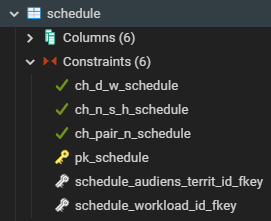 schedule
Columns (6)
Constraints (6)
ch_d_w_schedule
ch_n_s_h_schedule
ch_pair_n_schedule
pk_schedule
schedule_audiens_territ_id_fkey
schedule_workload_id_fkey